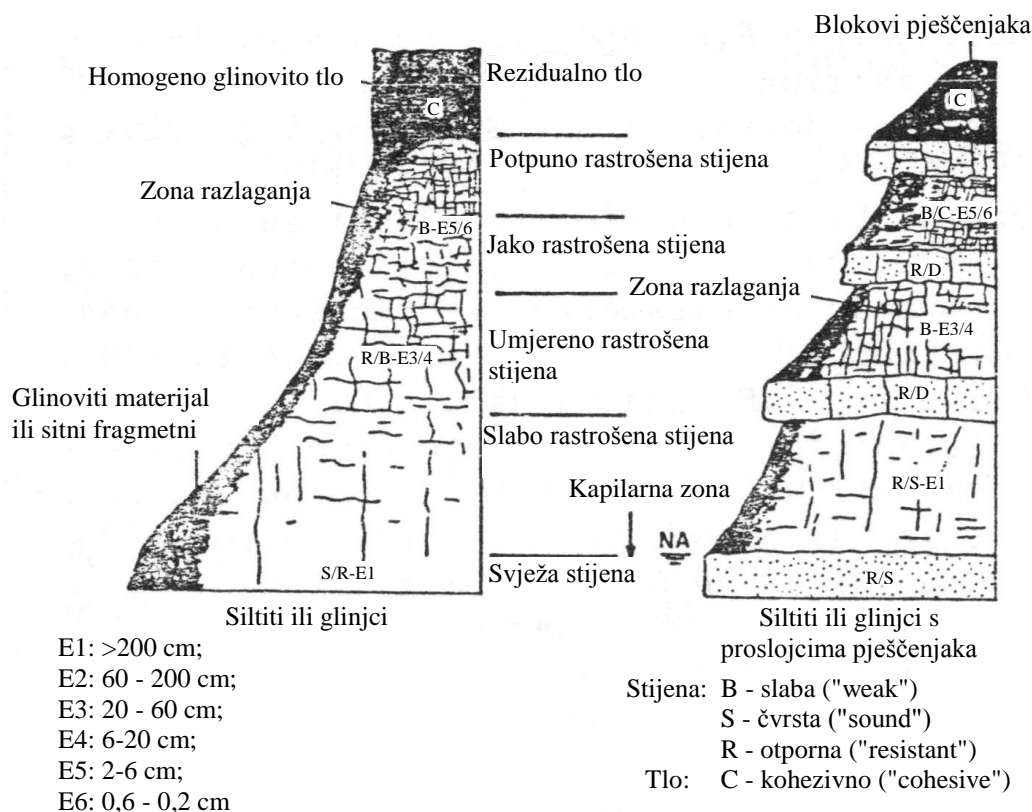 Blokovi pješčenjaka
Homogeno glinovito tlo
Rezidualno tlo
C
C
Potpuno rastrošena stijena
Zona razlaganja
B-E5/6
B/C-E5/6
Jako rastrošena stijena
R/D
Zona razlaganja
B-E3/4
Umjereno rastrošena
stijena
R/B-E3/4
R/D
Glinoviti materijal
ili sitni fragmetni
Slabo rastrošena stijena
Kapilarna zona
R/S-E1
NA
S/R-E1
Svježa stijena
R/S
Siltiti ili glinjci
Siltiti ili glinjci s
proslojcima pješčenjaka
E1: >200 cm;
E2: 60 - 200 cm;
E3: 20 - 60 cm;
E4: 6-20 cm;
E5: 2-6 cm;
E6: 0,6 - 0,2 cm
Stijena: B - slaba ("weak")
S - čvrsta ("sound")
R - otporna ("resistant")
Tlo: C - kohezivno ("cohesive")